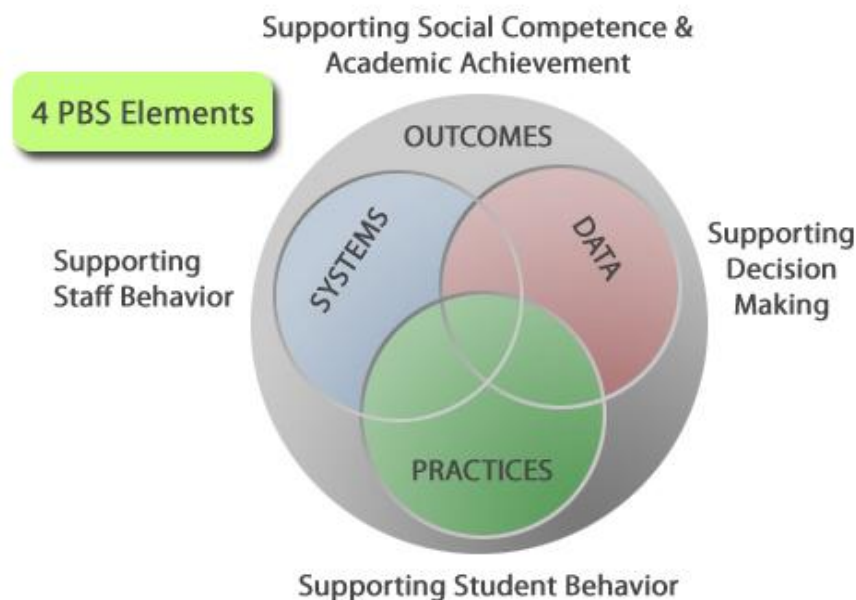 Supporting Social Competence &
Academic Achievement
4 PBS Elements
OUTCOMES
SYSTEMS
DATA
Supporting
Staff Behavior
Supporting
Decision
Making
PRACTICES
Supporting Student Behavior